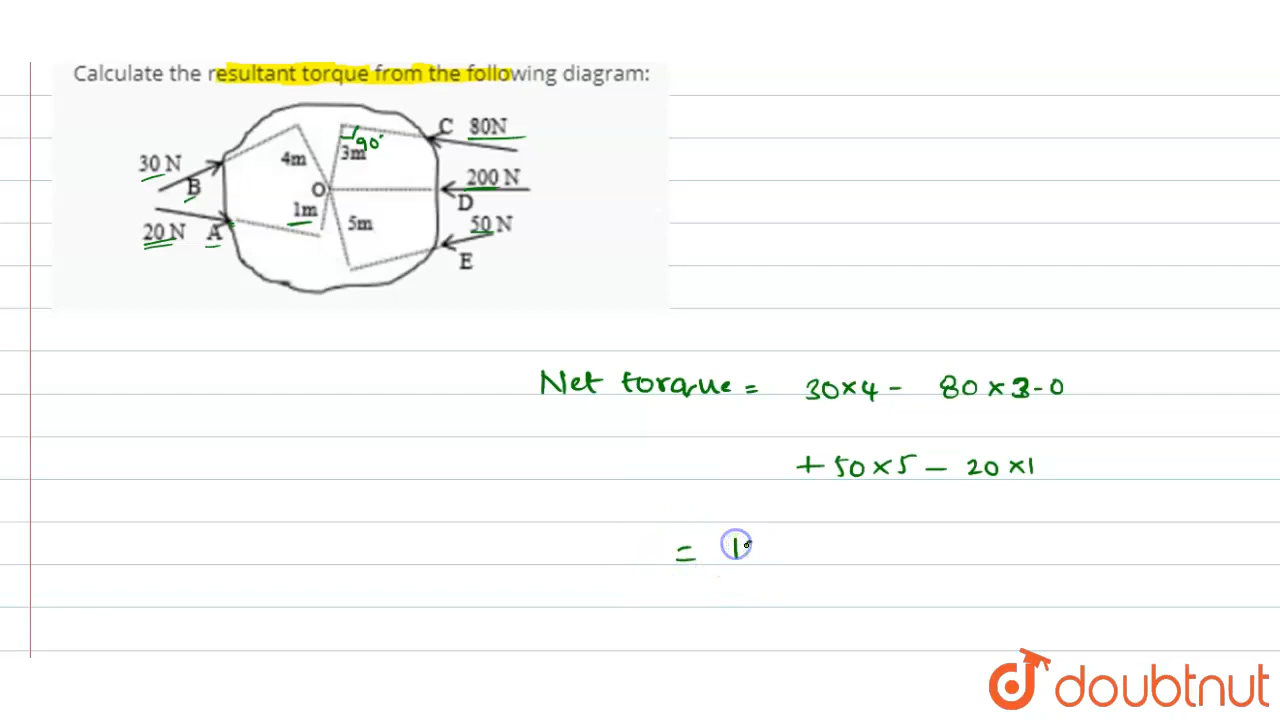 Calculate the resultant torque from the following diagram:
C 80N
90°
30 N 4m 3m
B O 200 N
D
1m 5m 50 N
20 N A
E
Net torque = 30×4 - 80×3-0
+ 50×5 - 20×1
= 1
doubtnut